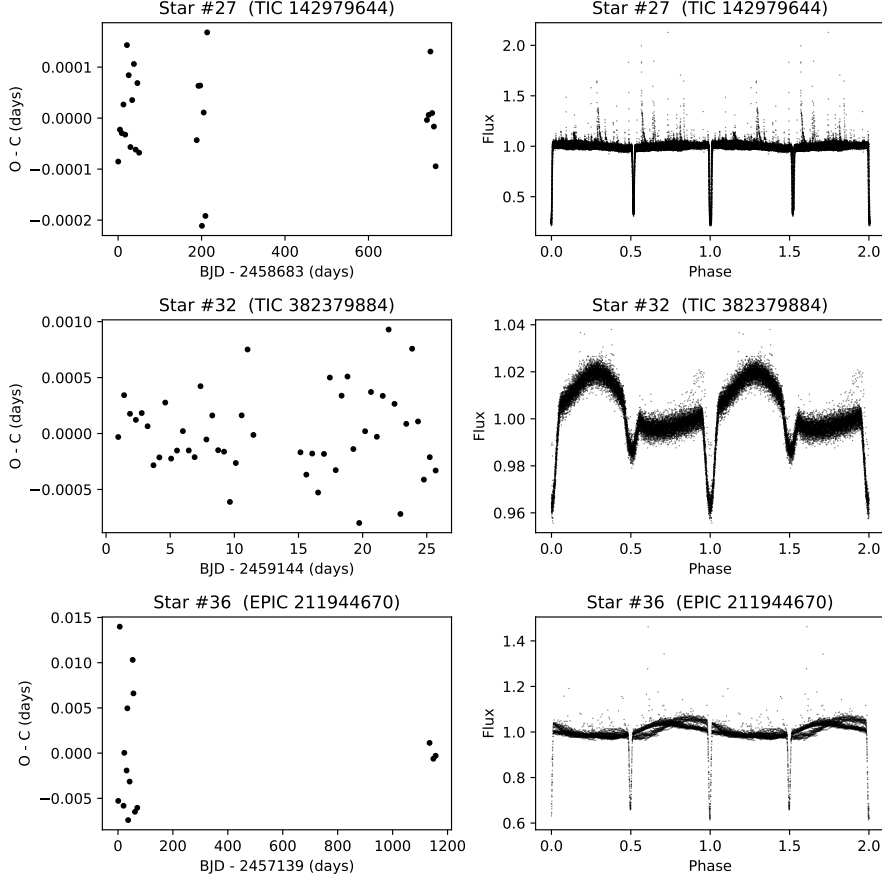 Star #27 (TIC 142979644)
O - C (days)
0.0001
0.0000
−0.0001
−0.0002
0 200 400 600
BJD - 2458683 (days)
Star #27 (TIC 142979644)
Flux
2.0
1.5
1.0
0.5
0.0 0.5 1.0 1.5 2.0
Phase
Star #32 (TIC 382379884)
O - C (days)
0.0010
0.0005
0.0000
−0.0005
0 5 10 15 20 25
BJD - 2459144 (days)
Star #32 (TIC 382379884)
Flux
1.04
1.02
1.00
0.98
0.96
0.0 0.5 1.0 1.5 2.0
Phase
Star #36 (EPIC 211944670)
O - C (days)
0.015
0.010
0.005
0.000
−0.005
0 200 400 600 800 1000 1200
BJD - 2457139 (days)
Star #36 (EPIC 211944670)
Flux
1.4
1.2
1.0
0.8
0.6
0.0 0.5 1.0 1.5 2.0
Phase